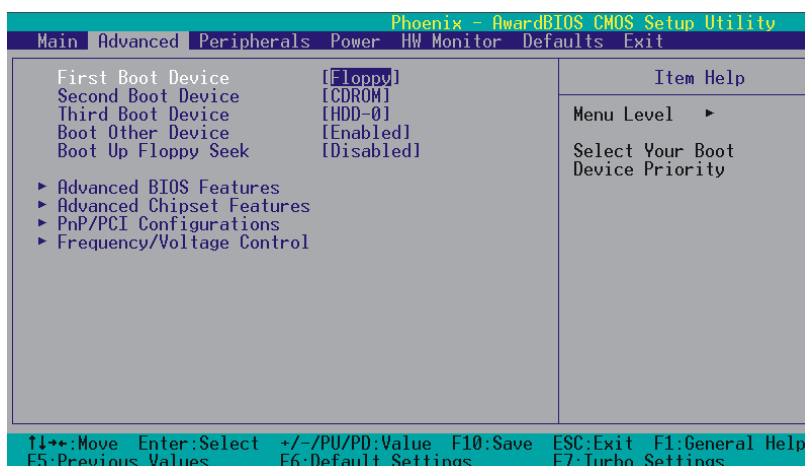 Phoenix - AwardBIOS CMOS Setup Utility
Main Advanced Peripherals Power HW Monitor Defaults Exit
First Boot Device [Floppy]
Second Boot Device [CDROM]
Third Boot Device [HDD-0]
Boot Other Device [Enabled]
Boot Up Floppy Seek [Disabled]
► Advanced BIOS Features
► Advanced Chipset Features
► PnP/PCI Configurations
► Frequency/Voltage Control
Item Help
Menu Level ►
Select Your Boot
Device Priority
↑↓→←:Move Enter:Select +/-/PU/PD:Value F10:Save ESC:Exit F1:General Help
F5:Previous Values F6:Default Settings F7:Turbo Settings